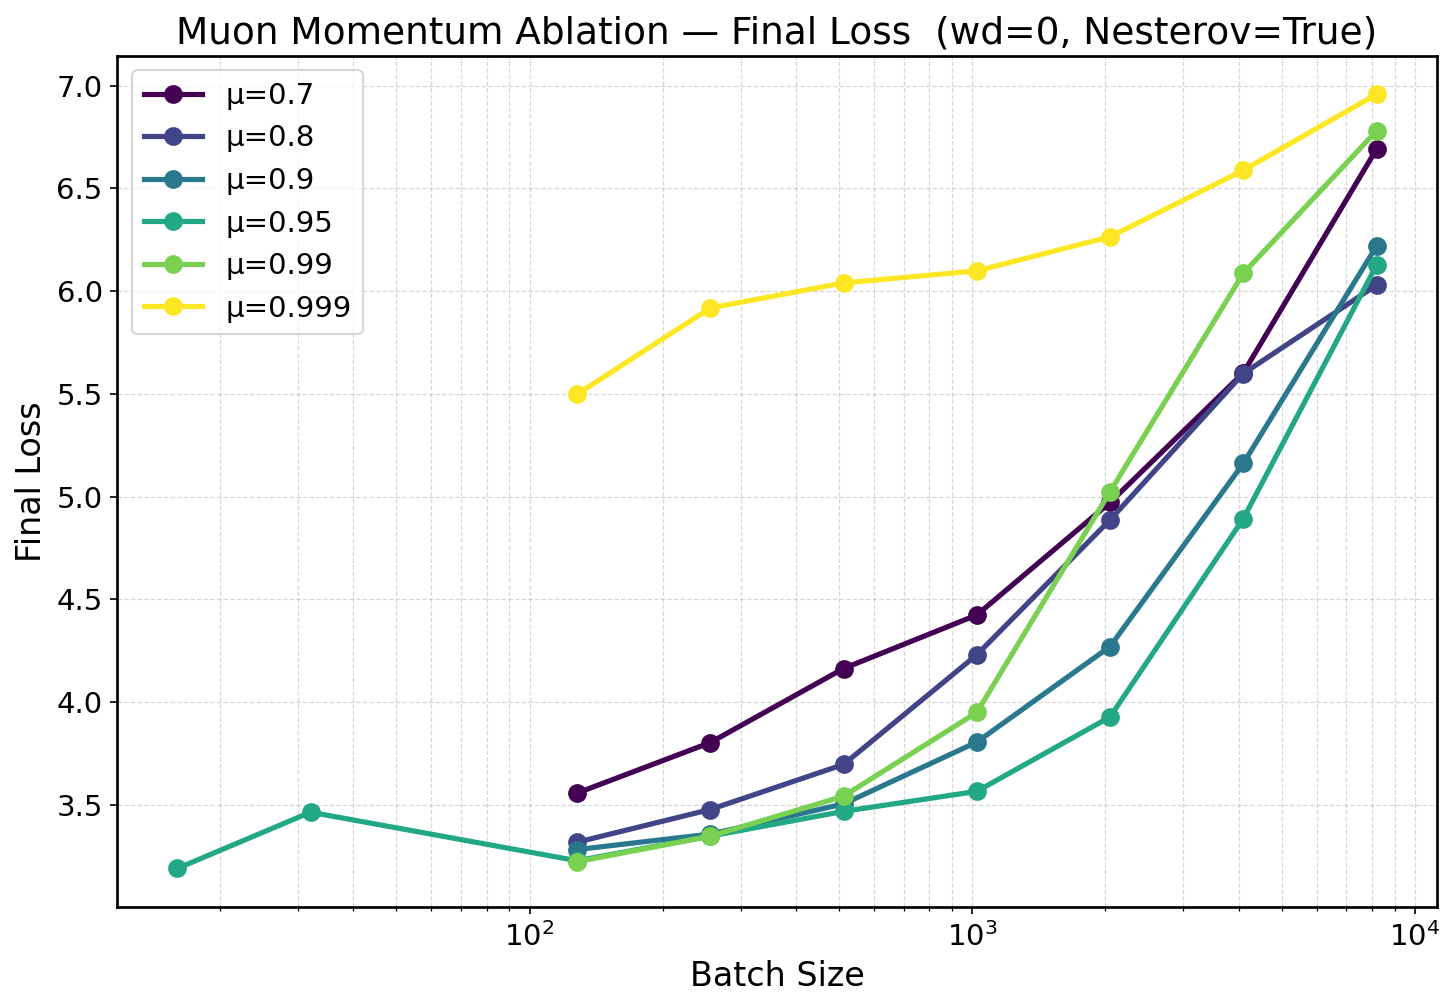 Muon Momentum Ablation — Final Loss  (wd=0, Nesterov=True)
μ=0.7
μ=0.8
μ=0.9
μ=0.95
μ=0.99
μ=0.999
7.0
6.5
6.0
5.5
5.0
4.5
4.0
3.5
Final Loss
10²
10³
10⁴
Batch Size